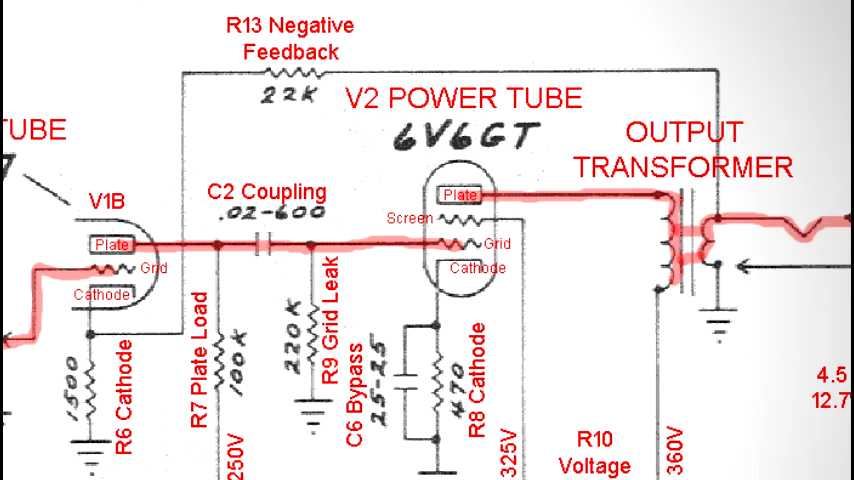 R13 Negative
Feedback
22K
V2 POWER TUBE
6V6GT
TUBE
OUTPUT
TRANSFORMER
7
V1B
C2 Coupling
.02-600
Plate
Screen
Plate
Grid
Grid
Cathode
Cathode
1500
R6 Cathode
R7 Plate Load
100K
220K
R9 Grid Leak
C6 Bypass
25-25
470
R8 Cathode
250V
325V
R10
Voltage
360V
4.5
12.7